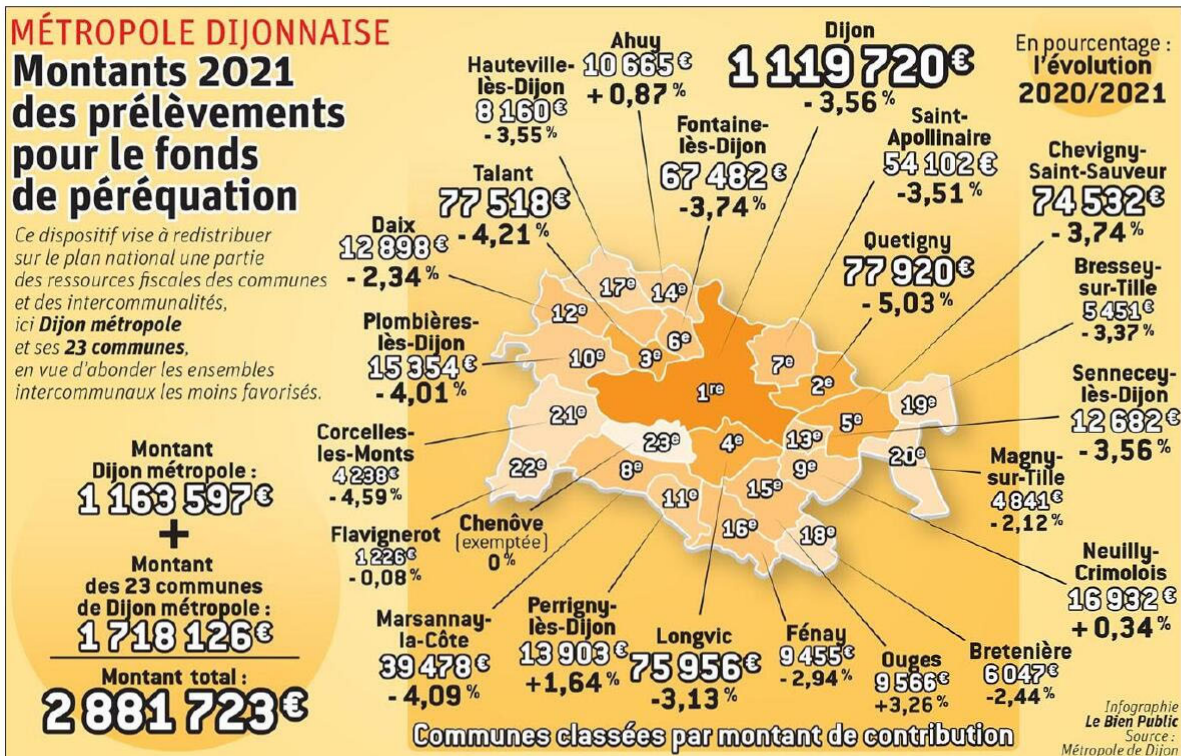 MÉTROPOLE DIJONNAISE
Montants 2021
des prélèvements
pour le fonds
de péréquation
Ce dispositif vise à redistribuer
sur le plan national une partie
des ressources fiscales des communes
et des intercommunalités,
ici Dijon métropole
et ses 23 communes,
en vue d'abonder les ensembles
intercommunaux les moins favorisés.
Montant
Dijon métropole :
1 163 597€
+
Montant
des 23 communes
de Dijon métropole :
1 718 126€
Montant total :
2 881 723€
En pourcentage :
l'évolution
2020/2021
Hauteville-
lès-Dijon
8 160€
- 3,55 %
Ahuy
10 665€
+ 0,87 %
Dijon
1 119 720€
- 3,56 %
Fontaine-
lès-Dijon
67 482€
-3,74 %
Saint-
Apollinaire
54 102€
-3,51 %
Chevigny-
Saint-Sauveur
74 532€
- 3,74 %
Talant
77 518€
- 4,21 %
Daix
12 898€
- 2,34 %
Quetigny
77 920€
- 5,03 %
Bressey-
sur-Tille
5 451€
- 3,37 %
Plombières-
lès-Dijon
15 354€
- 4,01 %
Sennecey-
lès-Dijon
12 682€
- 3,56 %
Corcelles-
les-Monts
4 238€
- 4,59 %
Magny-
sur-Tille
4 841€
- 2,12 %
Flavignerot
1 226€
- 0,08 %
Chenôve
(exemptée)
0 %
Neuilly-
Crimolois
16 932€
+ 0,34 %
Marsannay-
la-Côte
39 478€
- 4,09 %
Perrigny-
lès-Dijon
13 903€
+1,64 %
Longvic
75 956€
-3,13 %
Fénay
9 455€
- 2,94 %
Ouges
9 566€
+3,26 %
Bretenière
6 047€
-2,44 %
17e
14e
12e
6e
10e
3e
7e
1re
2e
21e
5e
19e
23e
4e
13e
22e
8e
9e
20e
11e
15e
16e
18e
Communes classées par montant de contribution
Infographie
Le Bien Public
Source :
Métropole de Dijon